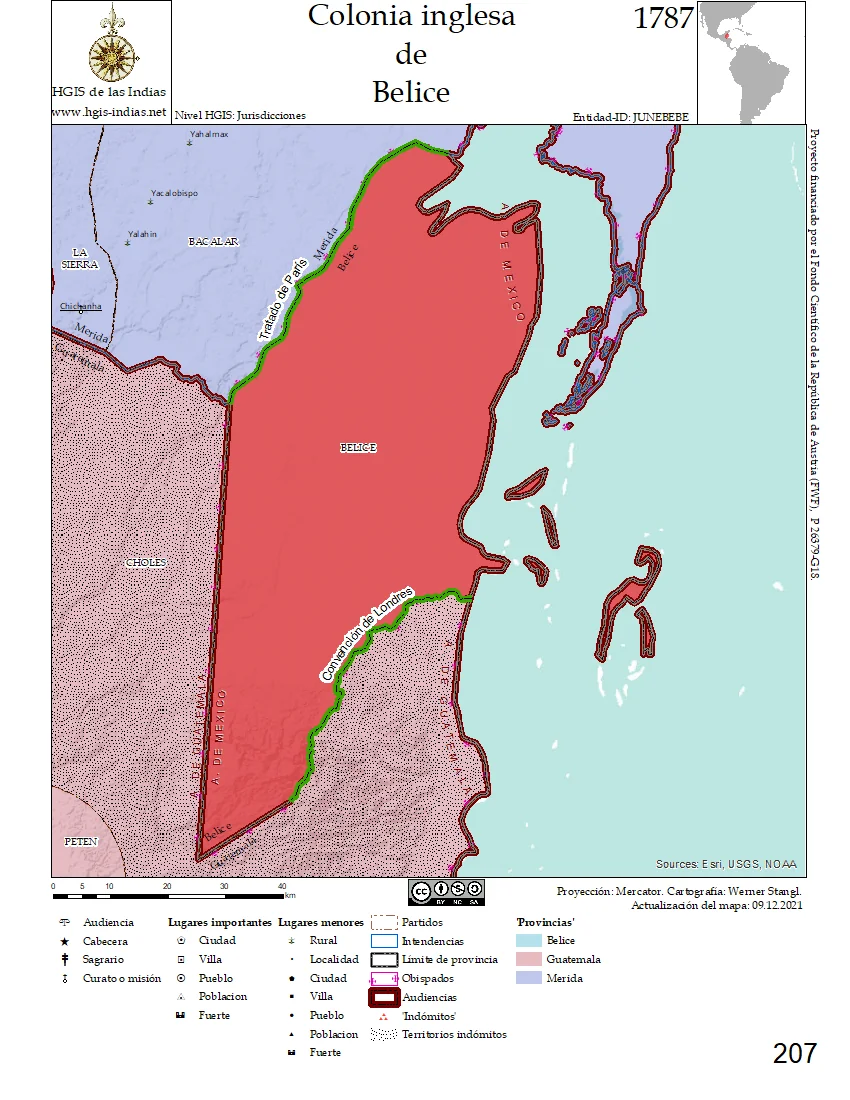 Colonia inglesa
de
Belice
1787
HGIS de las Indias
www.hgis-indias.net
Nivel HGIS: Jurisdicciones
Entidad-ID: JUNEBEBE
Proyecto financiado por el Fondo Científico de la República de Austria (FWF), P 26379-G18.
Yahalmax
Yacalobispo
Yalahin
BACALAR
LA
SIERRA
Chichanha
Merida
Guatemala
Merida
Belice
Tratado de París
A. DE MEXICO
BELICE
CHOLES
Convención de Londres
A. DE GUATEMALA
A. DE MEXICO
A. DE GUATEMALA
Belice
Guatemala
PETEN
Sources: Esri, USGS, NOAA
0 5 10 20 30 40
km
CC BY NC SA
Proyección: Mercator. Cartografía: Werner Stangl.
Actualización del mapa: 09.12.2021
Audiencia
Cabecera
Sagrario
Curato o misión
Lugares importantes
Ciudad
Villa
Pueblo
Poblacion
Fuerte
Lugares menores
Rural
Localidad
Ciudad
Villa
Pueblo
Poblacion
Fuerte
Partidos
Intendencias
Límite de provincia
Obispados
Audiencias
'Indómitos'
Territorios indómitos
'Provincias'
Belice
Guatemala
Merida
207